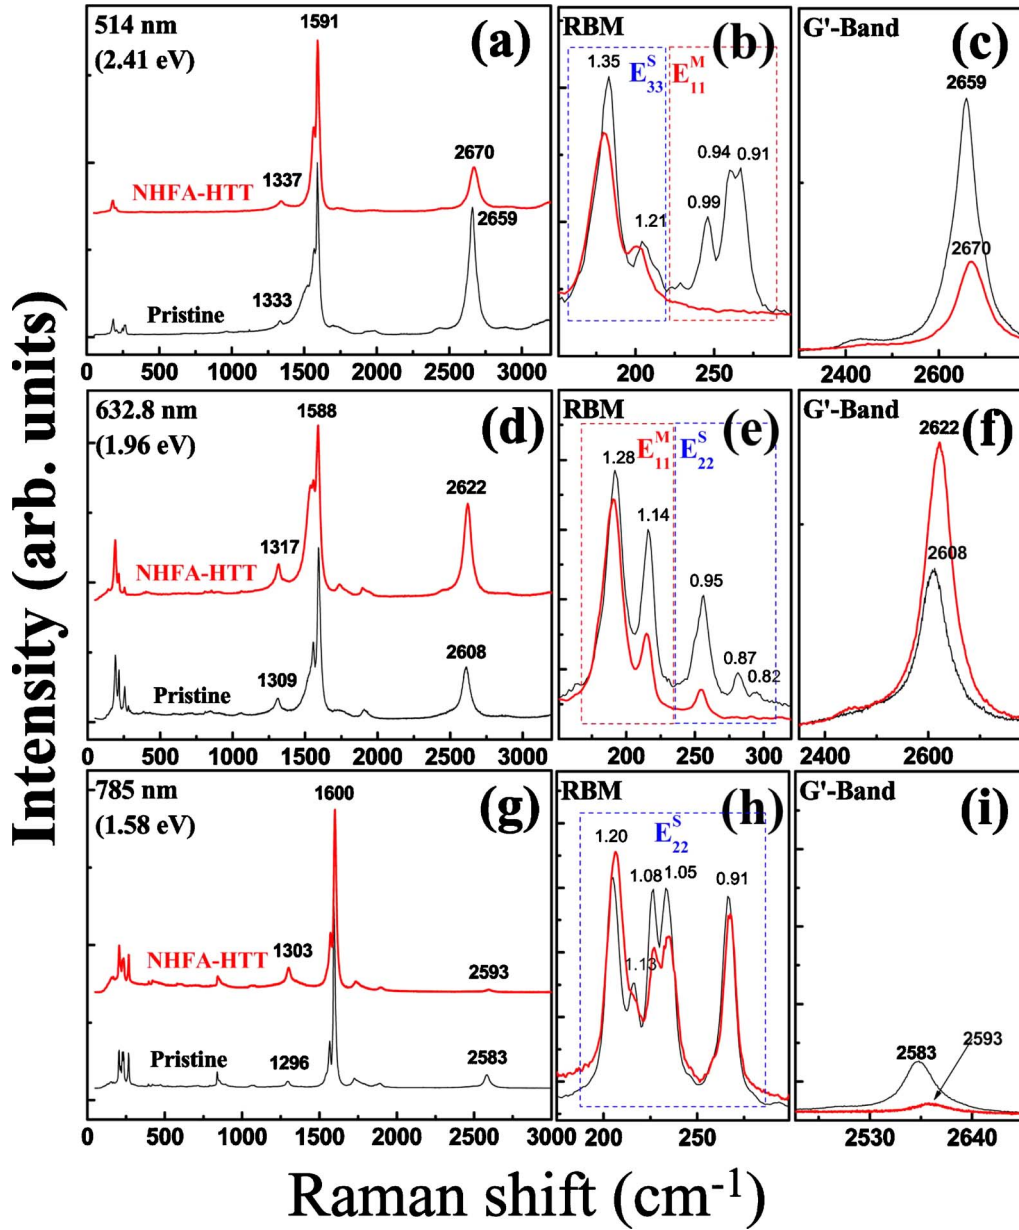 Intensity (arb. units)
514 nm
(2.41 eV)
(a)
1591
NHFA-HTT
1337
2670
2659
1333
Pristine
0 500 1000 1500 2000 2500 3000
RBM
(b)
1.35
E₃₃ˢ
E₁₁ᴹ
0.94
0.91
0.99
1.21
200 250
G'-Band
(c)
2659
2670
2400 2600
632.8 nm
(1.96 eV)
(d)
1588
2622
1317
NHFA-HTT
2608
1309
Pristine
0 500 1000 1500 2000 2500 3000
RBM
(e)
E₁₁ᴹ
E₂₂ˢ
1.28
1.14
0.95
0.87
0.82
150 200 250 300
G'-Band
(f)
2622
2608
2400 2600
785 nm
(1.58 eV)
(g)
1600
NHFA-HTT
1303
2593
Pristine
1296
2583
0 500 1000 1500 2000 2500 3000
RBM
(h)
E₂₂ˢ
1.20
1.08
1.05
0.91
1.13
200 250
G'-Band
(i)
2583
2593
2530 2640
Raman shift (cm⁻¹)